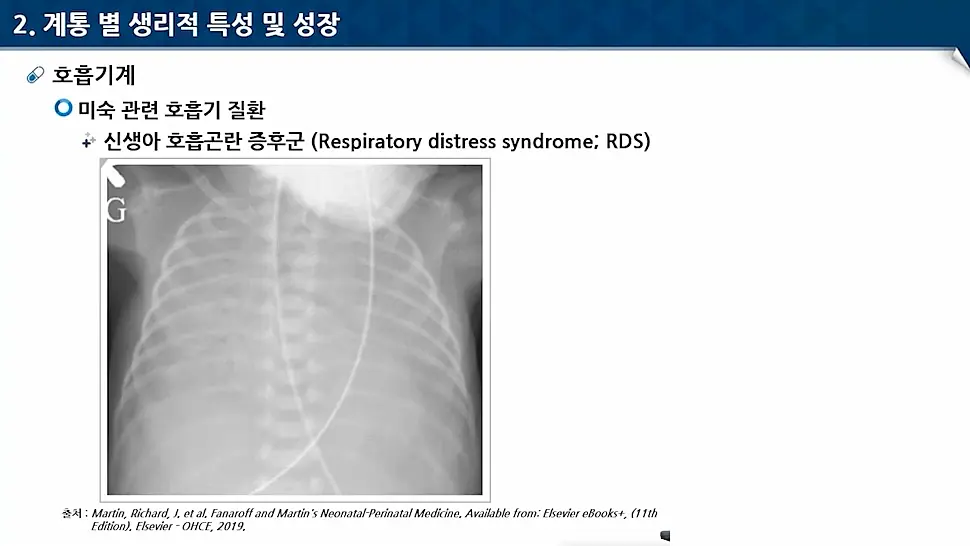 2. 계통 별 생리적 특성 및 성장
호흡기계
미숙 관련 호흡기 질환
신생아 호흡곤란 증후군 (Respiratory distress syndrome; RDS)
G
출처 : Martin, Richard, J, et al. Fanaroff and Martin's Neonatal-Perinatal Medicine. Available from: Elsevier eBooks+, (11th
Edition). Elsevier - OHCE, 2019.